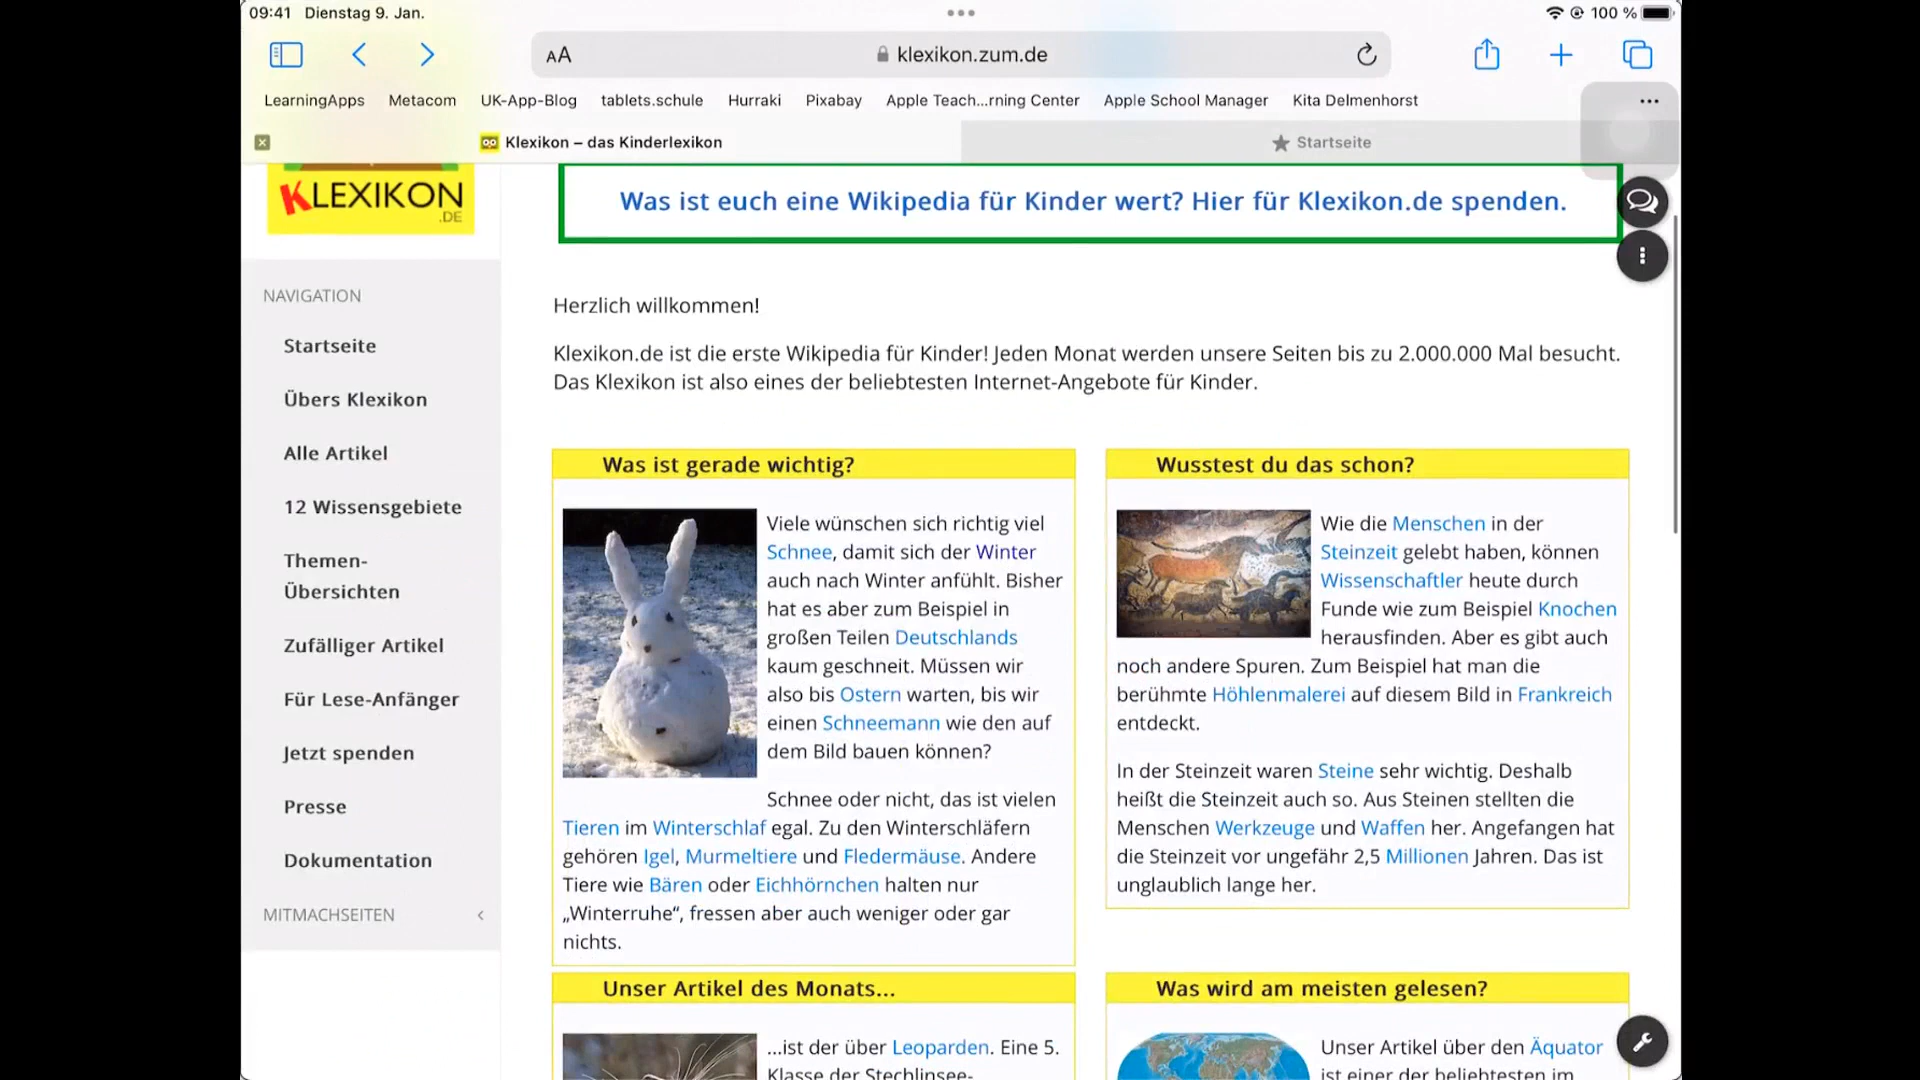 09:41 Dienstag 9. Jan.
100 %
AA
klexikon.zum.de
LearningApps Metacom UK-App-Blog tablets.schule Hurraki Pixabay Apple Teach...rning Center Apple School Manager Kita Delmenhorst
Klexikon – das Kinderlexikon
Startseite
KLEXIKON
.DE
NAVIGATION
Startseite
Übers Klexikon
Alle Artikel
12 Wissensgebiete
Themen-
Übersichten
Zufälliger Artikel
Für Lese-Anfänger
Jetzt spenden
Presse
Dokumentation
MITMACHSEITEN
Was ist euch eine Wikipedia für Kinder wert? Hier für Klexikon.de spenden.
Herzlich willkommen!
Klexikon.de ist die erste Wikipedia für Kinder! Jeden Monat werden unsere Seiten bis zu 2.000.000 Mal besucht.
Das Klexikon ist also eines der beliebtesten Internet-Angebote für Kinder.
Was ist gerade wichtig?
Viele wünschen sich richtig viel
Schnee, damit sich der Winter
auch nach Winter anfühlt. Bisher
hat es aber zum Beispiel in
großen Teilen Deutschlands
kaum geschneit. Müssen wir
also bis Ostern warten, bis wir
einen Schneemann wie den auf
dem Bild bauen können?
Schnee oder nicht, das ist vielen
Tieren im Winterschlaf egal. Zu den Winterschläfern
gehören Igel, Murmeltiere und Fledermäuse. Andere
Tiere wie Bären oder Eichhörnchen halten nur
„Winterruhe“, fressen aber auch weniger oder gar
nichts.
Wusstest du das schon?
Wie die Menschen in der
Steinzeit gelebt haben, können
Wissenschaftler heute durch
Funde wie zum Beispiel Knochen
herausfinden. Aber es gibt auch
noch andere Spuren. Zum Beispiel hat man die
berühmte Höhlenmalerei auf diesem Bild in Frankreich
entdeckt.
In der Steinzeit waren Steine sehr wichtig. Deshalb
heißt die Steinzeit auch so. Aus Steinen stellten die
Menschen Werkzeuge und Waffen her. Angefangen hat
die Steinzeit vor ungefähr 2,5 Millionen Jahren. Das ist
unglaublich lange her.
Unser Artikel des Monats...
...ist der über Leoparden. Eine 5.
Klasse der Stechlinsee-
Was wird am meisten gelesen?
Unser Artikel über den Äquator
ist einer der beliebtesten im